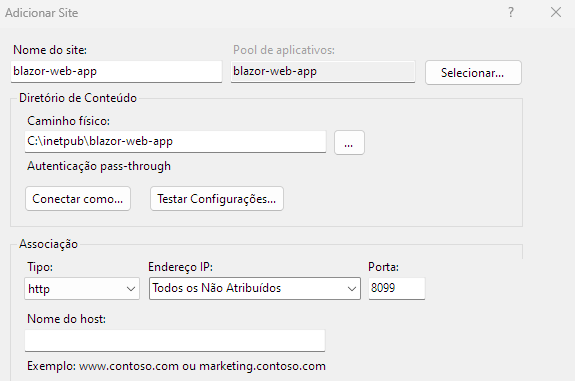 Adicionar Site
?
Nome do site:
Pool de aplicativos:
blazor-web-app
blazor-web-app
Selecionar...
Diretório de Conteúdo
Caminho físico:
C:\inetpub\blazor-web-app
...
Autenticação pass-through
Conectar como...
Testar Configurações...
Associação
Tipo:
Endereço IP:
Porta:
http
Todos os Não Atribuídos
8099
Nome do host:
Exemplo: www.contoso.com ou marketing.contoso.com